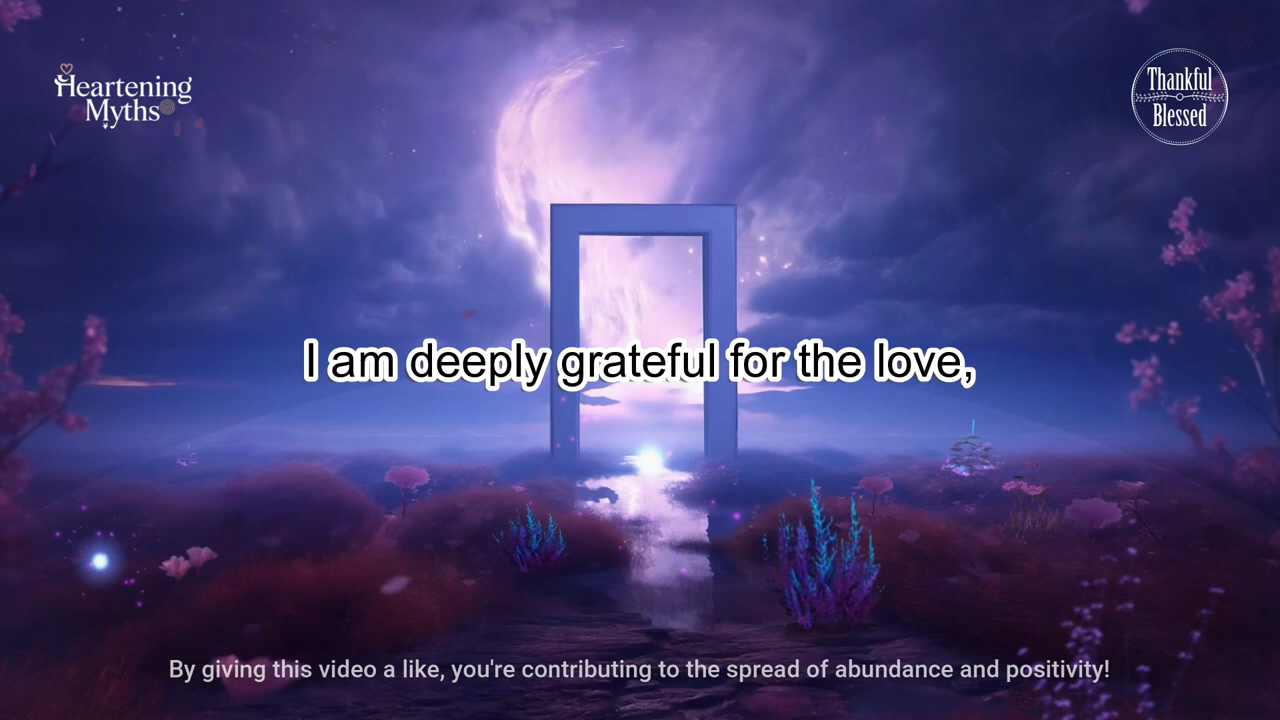 Heartening
Myths
Thankful
Blessed
I am deeply grateful for the love,
By giving this video a like, you're contributing to the spread of abundance and positivity!